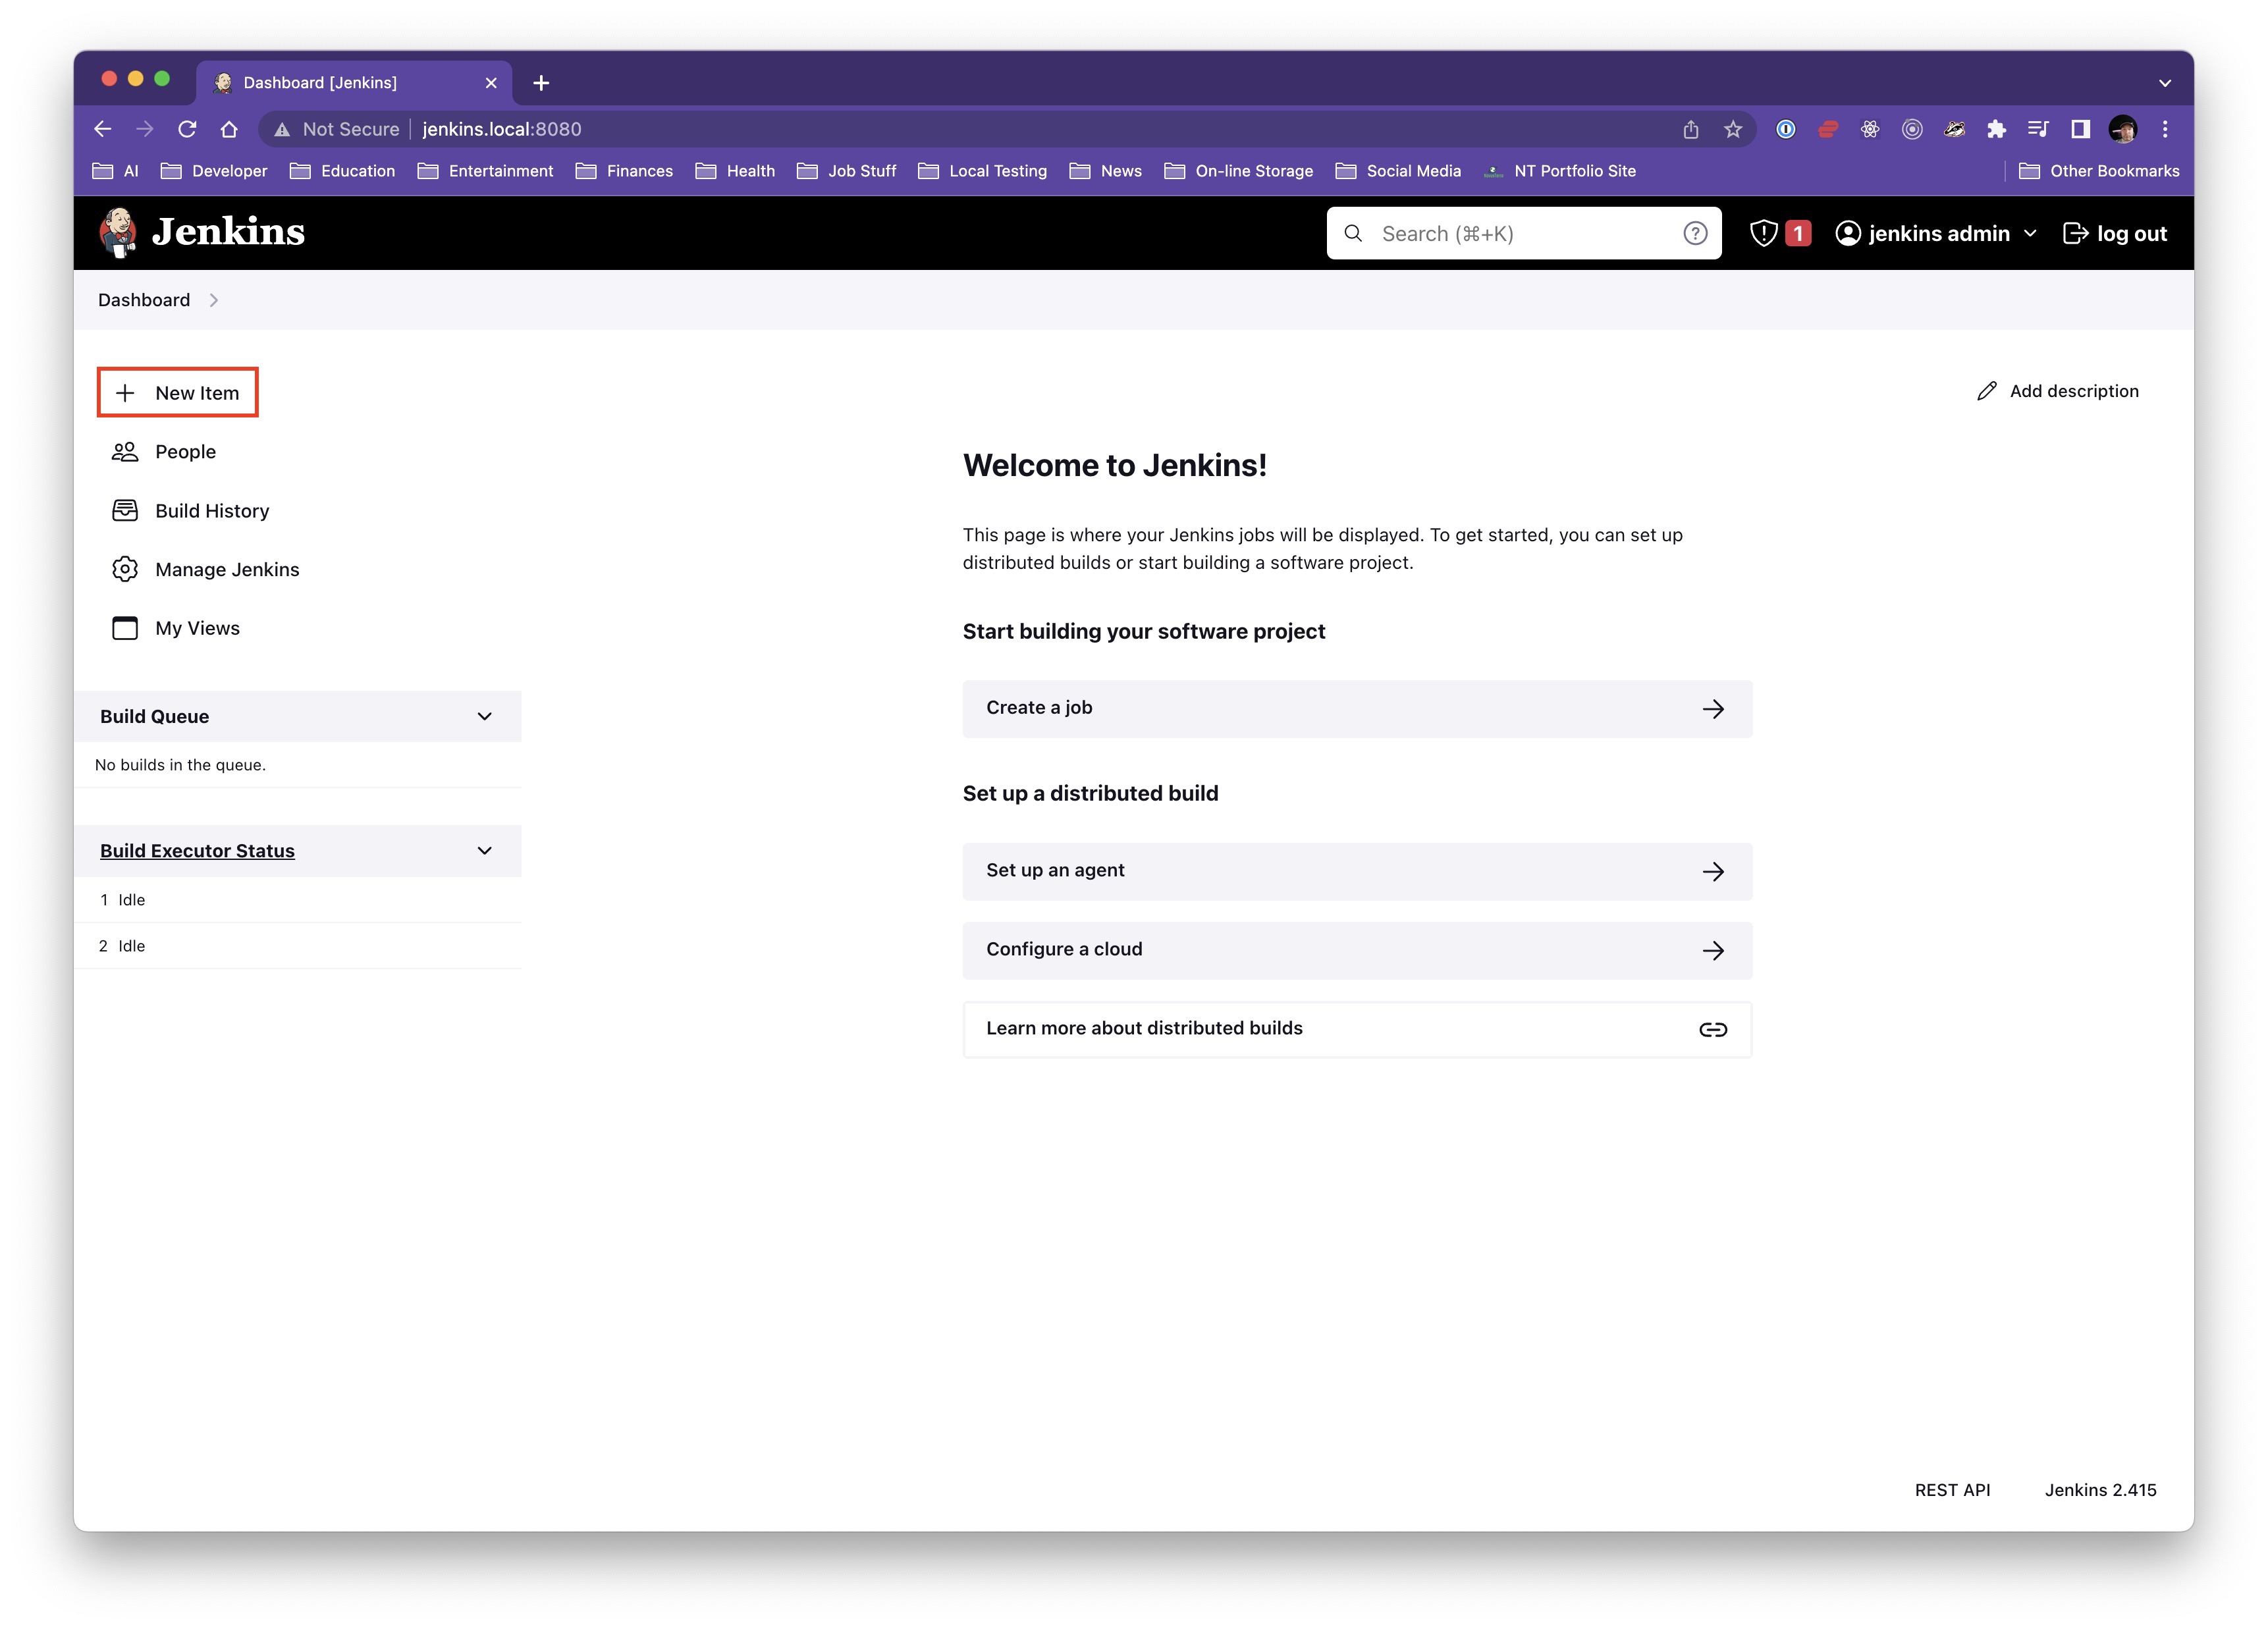 Dashboard [Jenkins]
Not Secure jenkins.local:8080
AI Developer Education Entertainment Finances Health Job Stuff Local Testing News On-line Storage Social Media NT Portfolio Site Other Bookmarks
Jenkins Search (⌘+K) 1 jenkins admin log out
Dashboard
New Item
Add description
People
Build History
Manage Jenkins
My Views
Build Queue
No builds in the queue.
Build Executor Status
1 Idle
2 Idle
Welcome to Jenkins!
This page is where your Jenkins jobs will be displayed. To get started, you can set up
distributed builds or start building a software project.
Start building your software project
Create a job
Set up a distributed build
Set up an agent
Configure a cloud
Learn more about distributed builds
REST API Jenkins 2.415